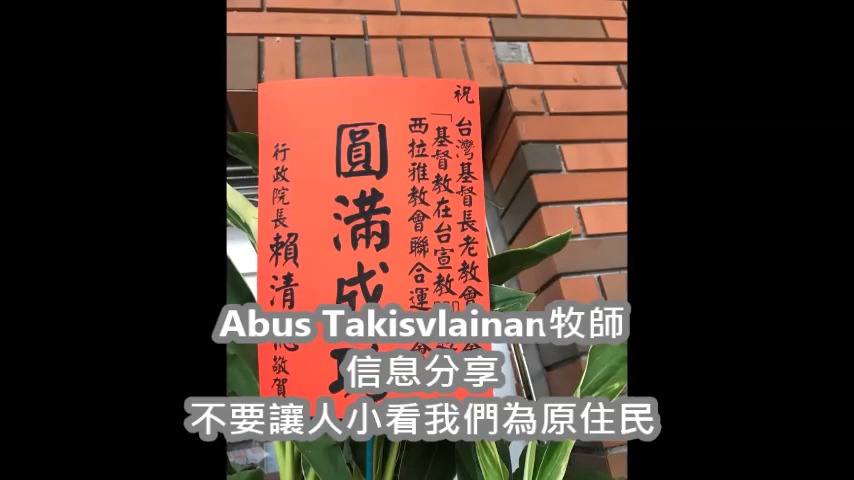 祝
台灣基督長老教會
「基督教在台宣教
西拉雅教會聯合運
圓滿成
行政院長 賴清 敬賀
Abus Takisvlainan牧師
信息分享
不要讓人小看我們為原住民